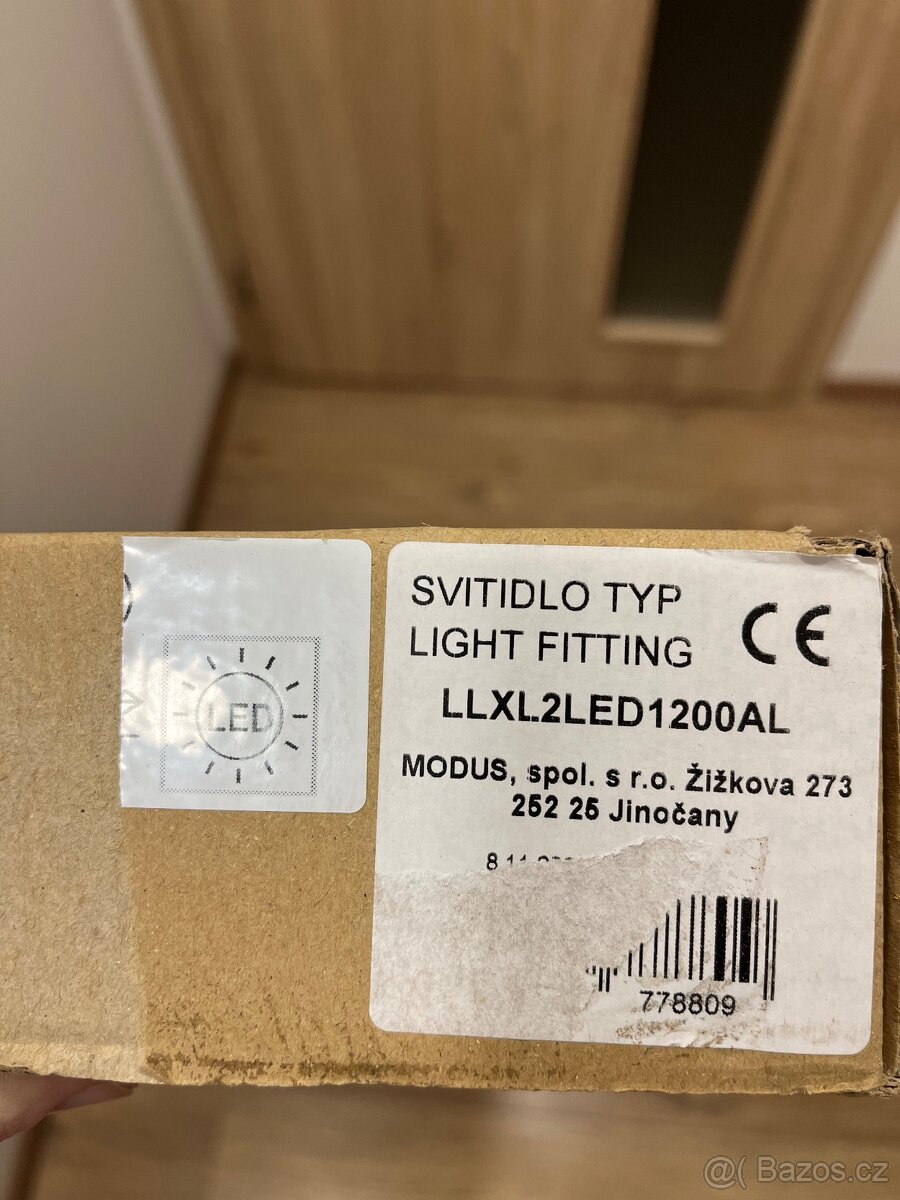 LED
SVITIDLO TYP
LIGHT FITTING
CE
LLXL2LED1200AL
MODUS, spol. s r.o. Žižkova 273
252 25 Jinočany
778809
@( Bazos.cz